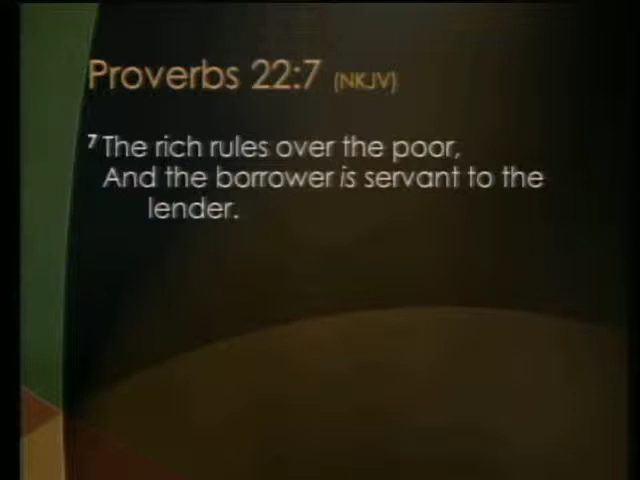 Proverbs 22:7 (NKJV)
7 The rich rules over the poor,
And the borrower is servant to the
lender.